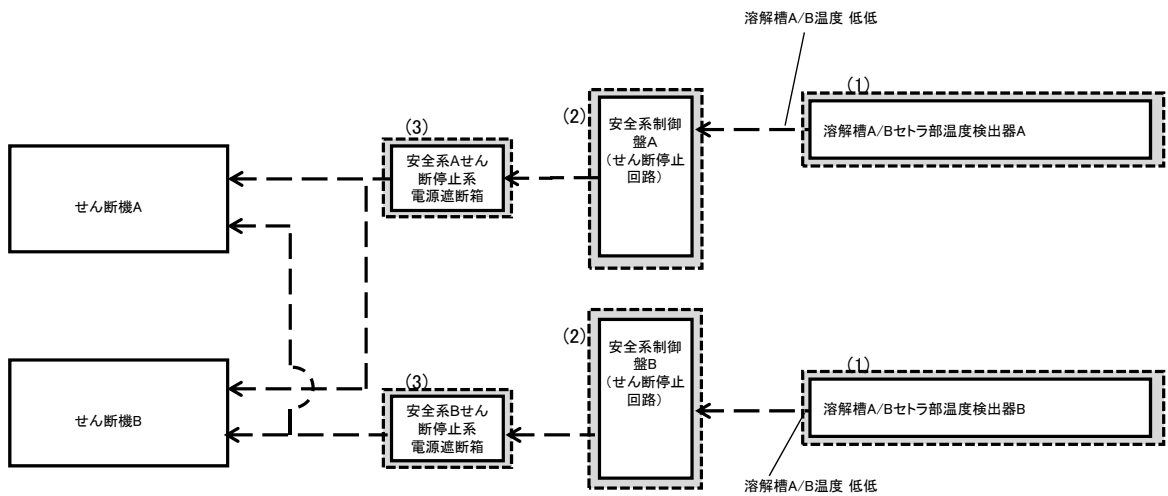 溶解槽A/B温度 低低
(1)
溶解槽A/Bセトラ部温度検出器A
(2)
安全系制御
盤A
(せん断停止
回路)
(3)
安全系Aせん
断停止系
電源遮断箱
せん断機A
(1)
溶解槽A/Bセトラ部温度検出器B
(2)
安全系制御
盤B
(せん断停止
回路)
(3)
安全系Bせん
断停止系
電源遮断箱
せん断機B
溶解槽A/B温度 低低